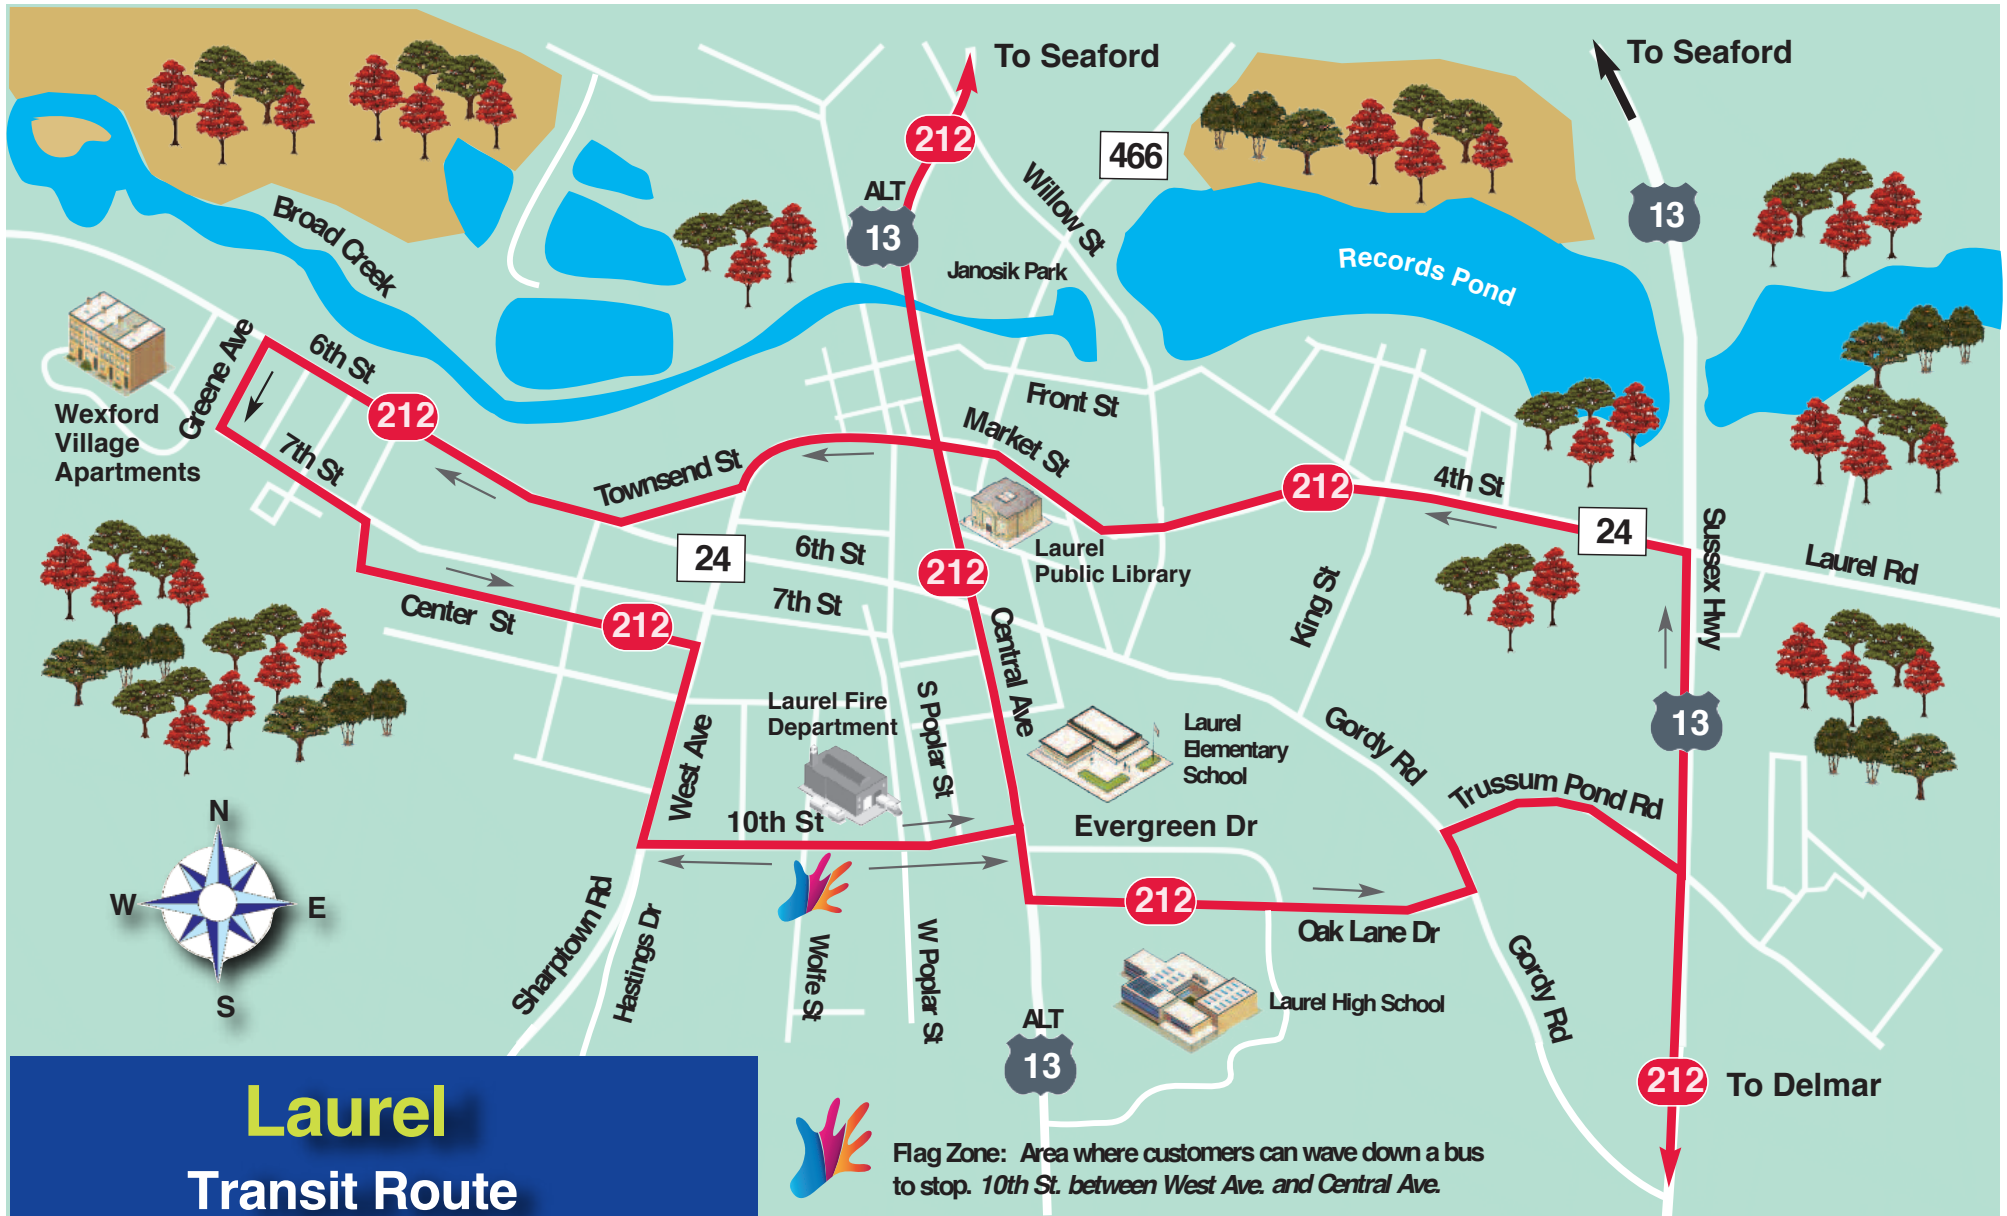 To Seaford
To Seaford
212
466
ALT
13
Willow St
13
Broad Creek
Janosik Park
Records Pond
Greene Ave
6th St
212
Wexford
Village
Apartments
7th St
Front St
Market St
Townsend St
212
4th St
24
24
6th St
Laurel
Public Library
212
7th St
Sussex Hwy
Laurel Rd
Center St
212
King St
Central Ave
Laurel Fire
Department
S Poplar St
West Ave
Laurel
Elementary
School
Gordy Rd
13
Trussum Pond Rd
10th St
Evergreen Dr
N
W
E
S
212
Oak Lane Dr
Sharptown Rd
Hastings Dr
Wolfe St
W Poplar St
Laurel High School
Gordy Rd
ALT
13
212
To Delmar
Laurel
Transit Route
Flag Zone: Area where customers can wave down a bus
to stop. 10th St. between West Ave. and Central Ave.